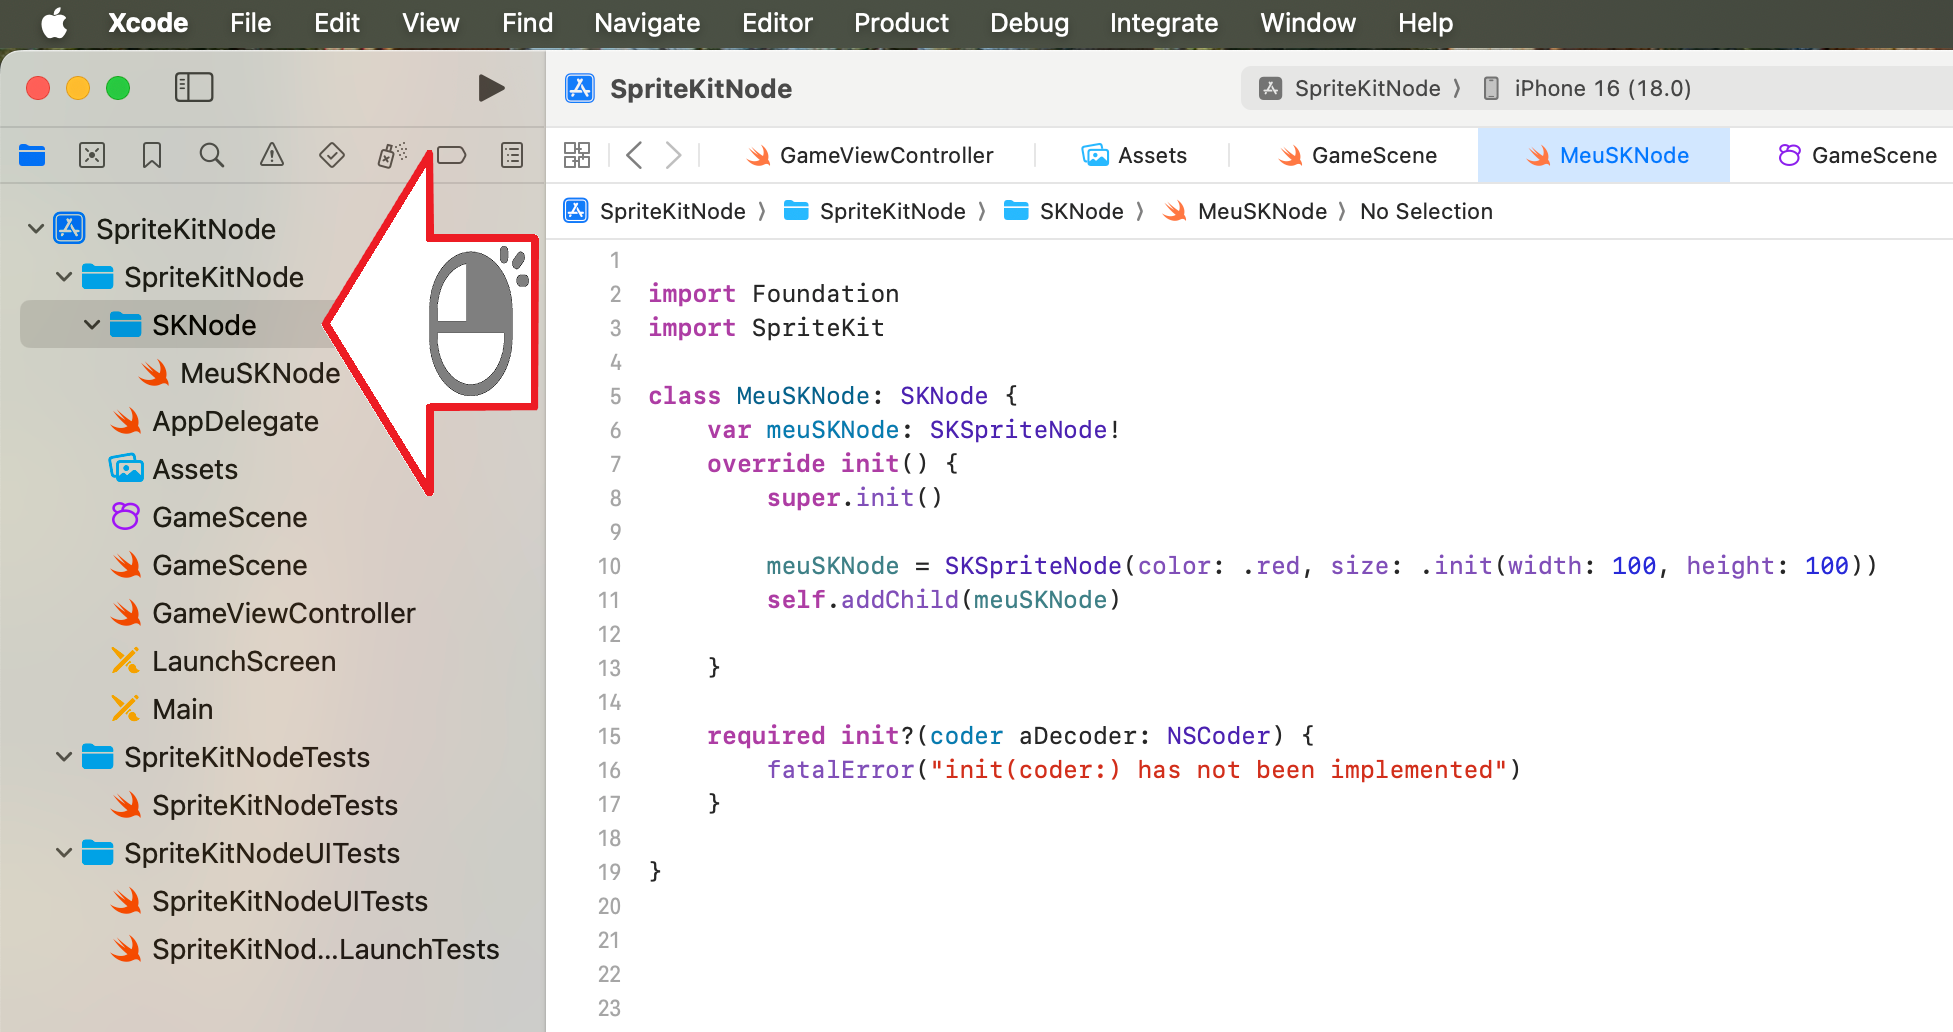 Xcode File Edit View Find Navigate Editor Product Debug Integrate Window Help
SpriteKitNode
SpriteKitNode 〉 iPhone 16 (18.0)
GameViewController Assets GameScene MeuSKNode GameScene
SpriteKitNode 〉 SpriteKitNode 〉 SKNode 〉 MeuSKNode 〉 No Selection
SpriteKitNode
SpriteKitNode
SKNode
MeuSKNode
AppDelegate
Assets
GameScene
GameScene
GameViewController
LaunchScreen
Main
SpriteKitNodeTests
SpriteKitNodeTests
SpriteKitNodeUITests
SpriteKitNodeUITests
SpriteKitNod...LaunchTests
1
2 import Foundation
3 import SpriteKit
4
5 class MeuSKNode: SKNode {
6 var meuSKNode: SKSpriteNode!
7 override init() {
8 super.init()
9
10 meuSKNode = SKSpriteNode(color: .red, size: .init(width: 100, height: 100))
11 self.addChild(meuSKNode)
12
13 }
14
15 required init?(coder aDecoder: NSCoder) {
16 fatalError("init(coder:) has not been implemented")
17 }
18
19 }
20
21
22
23